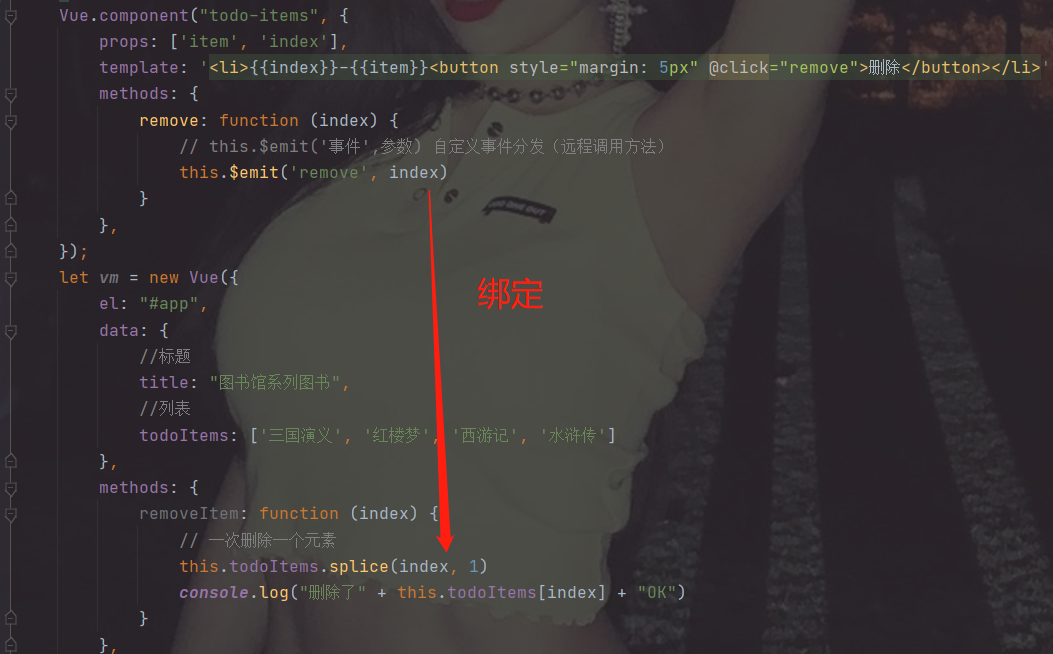 Vue.component("todo-items", {
props: ['item', 'index'],
template: '<li>{{index}}-{{item}}<button style="margin: 5px" @click="remove">删除</button></li>'
methods: {
remove: function (index) {
// this.$emit('事件',参数) 自定义事件分发（远程调用方法）
this.$emit('remove', index)
}
},
});
绑定
let vm = new Vue({
el: "#app",
data: {
//标题
title: "图书馆系列图书",
//列表
todoItems: ['三国演义', '红楼梦', '西游记', '水浒传']
},
methods: {
removeItem: function (index) {
// 一次删除一个元素
this.todoItems.splice(index, 1)
console.log("删除了" + this.todoItems[index] + "OK")
}
},